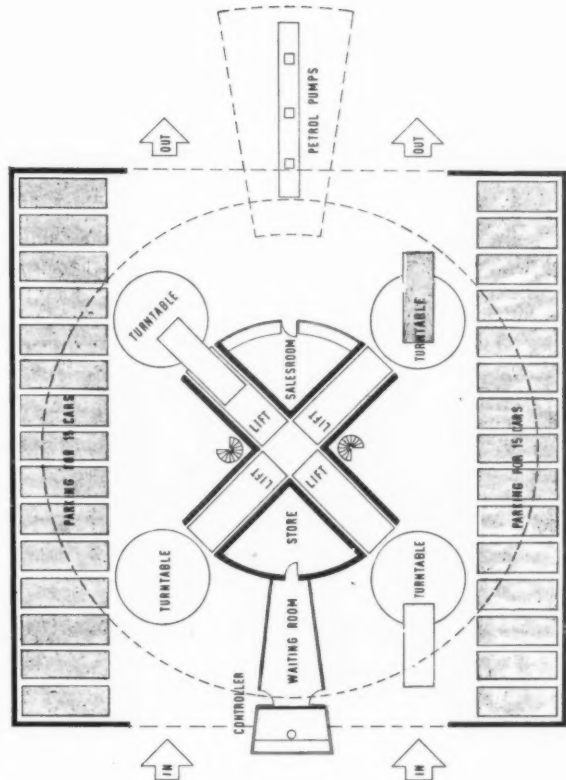 OUT
PETROL PUMPS
OUT
TURNTABLE
TURNTABLE
SALESROOM
PARKING FOR 15 CARS
LIFT
LIFT
PARKING FOR 15 CARS
LIFT
LIFT
STORE
TURNTABLE
TURNTABLE
WAITING ROOM
CONTROLLER
IN
IN